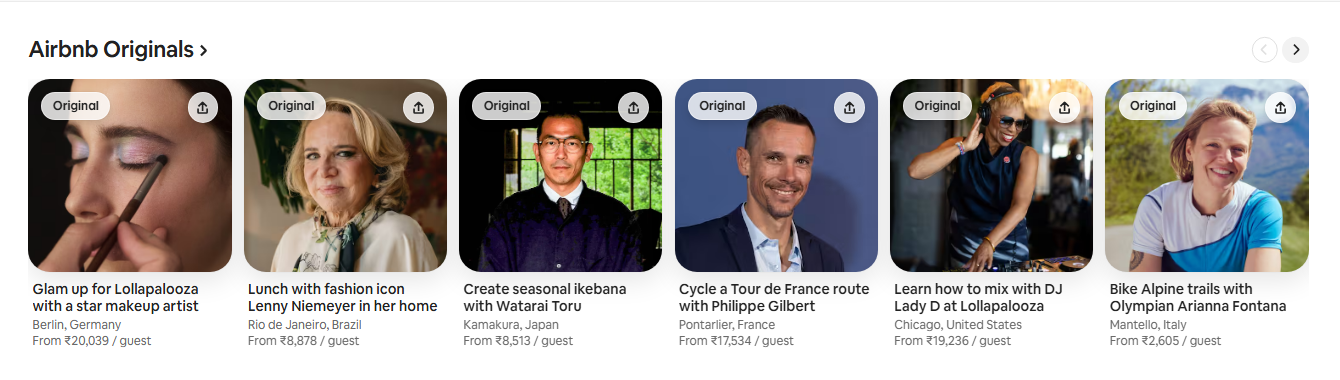 Airbnb Originals
Original
Original
Original
Original
Original
Original
Glam up for Lollapalooza
with a star makeup artist
Berlin, Germany
From ₹20,039 / guest
Lunch with fashion icon
Lenny Niemeyer in her home
Rio de Janeiro, Brazil
From ₹8,878 / guest
Create seasonal ikebana
with Watarai Toru
Kamakura, Japan
From ₹8,513 / guest
Cycle a Tour de France route
with Philippe Gilbert
Pontarlier, France
From ₹17,534 / guest
Learn how to mix with DJ
Lady D at Lollapalooza
Chicago, United States
From ₹19,236 / guest
Bike Alpine trails with
Olympian Arianna Fontana
Mantello, Italy
From ₹2,605 / guest